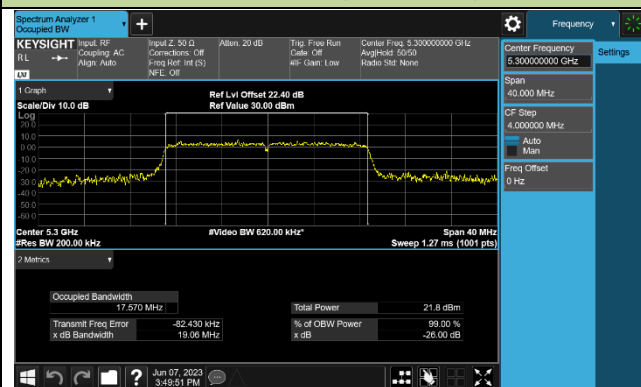 Spectrum Analyzer 1
Occupied BW
+
Frequency
KEYSIGHT
Input: RF
Coupling: AC
Align: Auto
Input Z: 50 Ω
Corrections: Off
Freq Ref: Int (S)
NFE: Off
Atten: 20 dB
Trig: Free Run
Gate: Off
#IF Gain: Low
Center Freq: 5.300000000 GHz
Avg|Hold: 50/50
Radio Std: None
RL
LXI
Center Frequency
5.300000000 GHz
Settings
Span
40.000 MHz
CF Step
4.000000 MHz
Auto
Man
Freq Offset
0 Hz
1 Graph
Scale/Div 10.0 dB
Ref Lvl Offset 22.40 dB
Ref Value 30.00 dBm
Log
20.0
10.0
0.00
-10.0
-20.0
-30.0
-40.0
-50.0
-60.0
Center 5.3 GHz
#Video BW 620.00 kHz*
Span 40 MHz
#Res BW 200.00 kHz
Sweep 1.27 ms (1001 pts)
2 Metrics
Occupied Bandwidth
17.570 MHz
Total Power 21.8 dBm
Transmit Freq Error -82.430 kHz
% of OBW Power 99.00 %
x dB Bandwidth 19.06 MHz
x dB -26.00 dB
?
Jun 07, 2023
3:49:51 PM